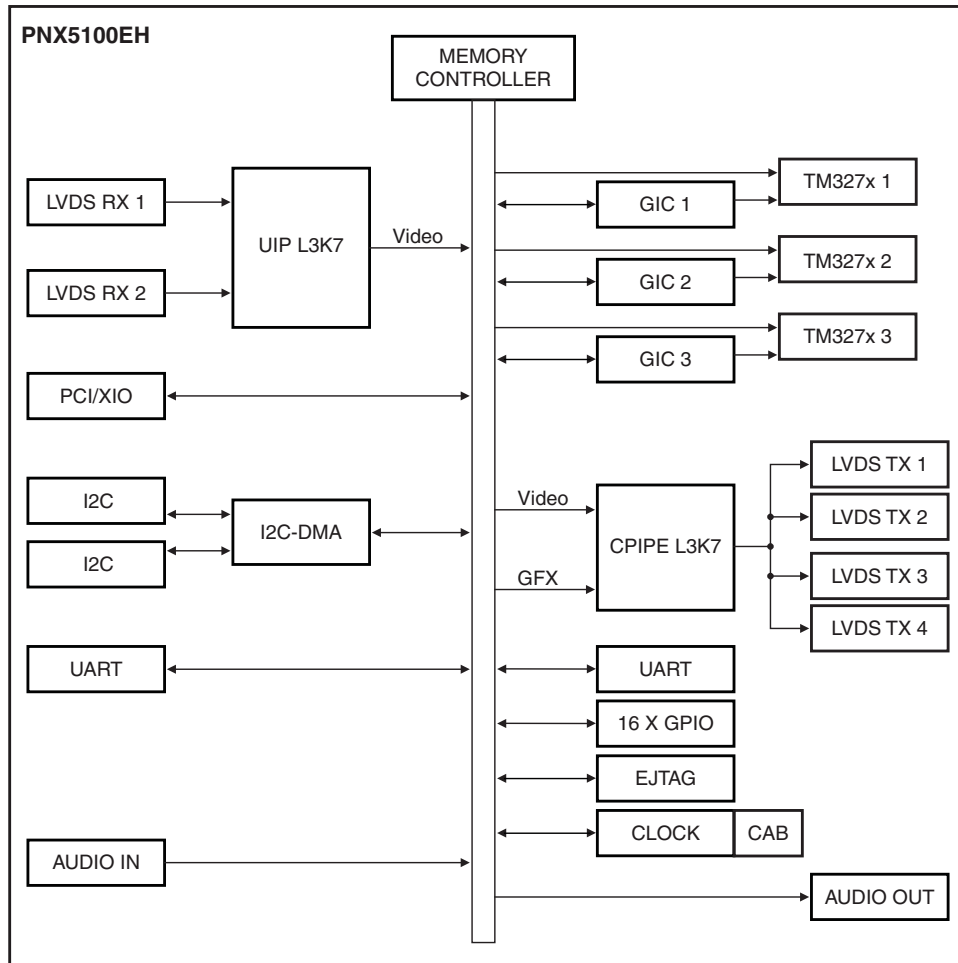 PNX5100EH
MEMORY
CONTROLLER
LVDS RX 1
LVDS RX 2
UIP L3K7
Video
TM327x 1
GIC 1
TM327x 2
GIC 2
TM327x 3
GIC 3
PCI/XIO
I2C
I2C
I2C-DMA
Video
GFX
CPIPE L3K7
LVDS TX 1
LVDS TX 2
LVDS TX 3
LVDS TX 4
UART
UART
16 X GPIO
EJTAG
CLOCK
CAB
AUDIO IN
AUDIO OUT